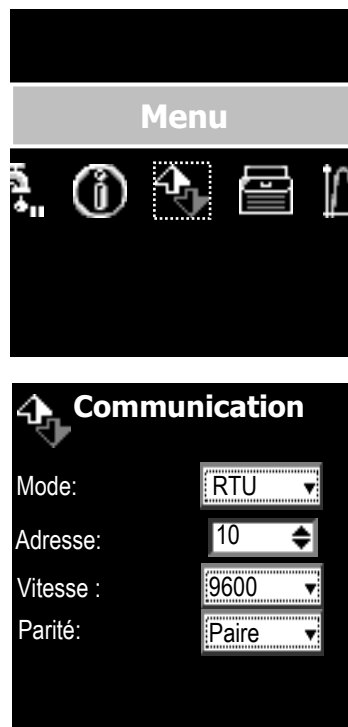 Menu
Communication
Mode: RTU
Adresse: 10
Vitesse : 9600
Parité: Paire